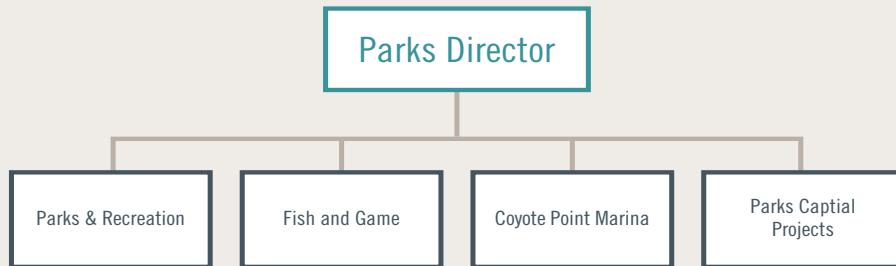 Parks Director
Parks & Recreation
Fish and Game
Coyote Point Marina
Parks Captial
Projects